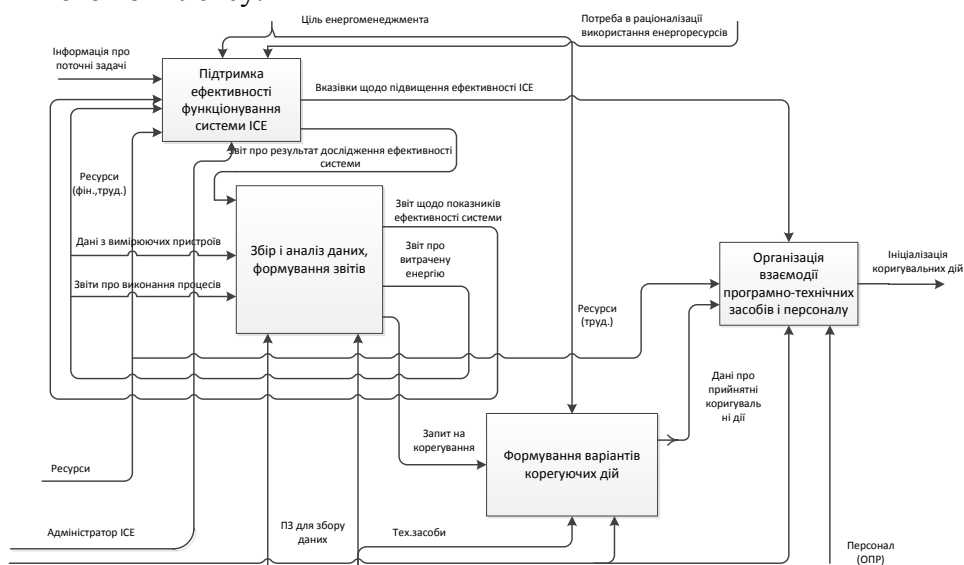 Ціль енергоменеджмента
Потреба в раціоналізації
використання енергоресурсів
Інформація про
поточні задачі
Підтримка
ефективності
функціонування
системи ІСЕ
Вказівки щодо підвищення ефективності ІСЕ
Звіт про результат дослідження ефективності
системи
Ресурси
(фін.,труд.)
Звіт щодо показників
ефективності системи
Дані з вимірюючих пристроїв
Збір і аналіз даних,
формування звітів
Звіт про
витрачену
енергію
Звіти про виконання процесів
Організація
взаємодії
програмно-технічних
засобів і персоналу
Ініціалізація
коригувальних дій
Ресурси
(труд.)
Дані про
прийнятні
коригуваль
ні дії
Запит на
корегування
Формування варіантів
корегуючих дій
Ресурси
Адміністратор ІСЕ
ПЗ для збору
даних
Тех.засоби
Персонал
(ОПР)